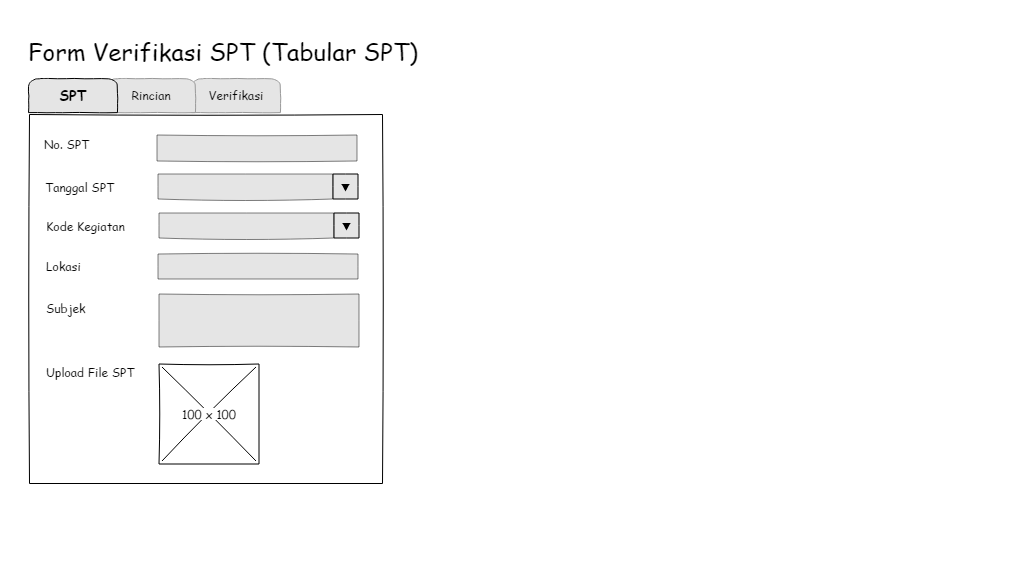 Form Verifikasi SPT (Tabular SPT)
SPT Rincian Verifikasi
No. SPT
Tanggal SPT
Kode Kegiatan
Lokasi
Subjek
Upload File SPT
100 x 100